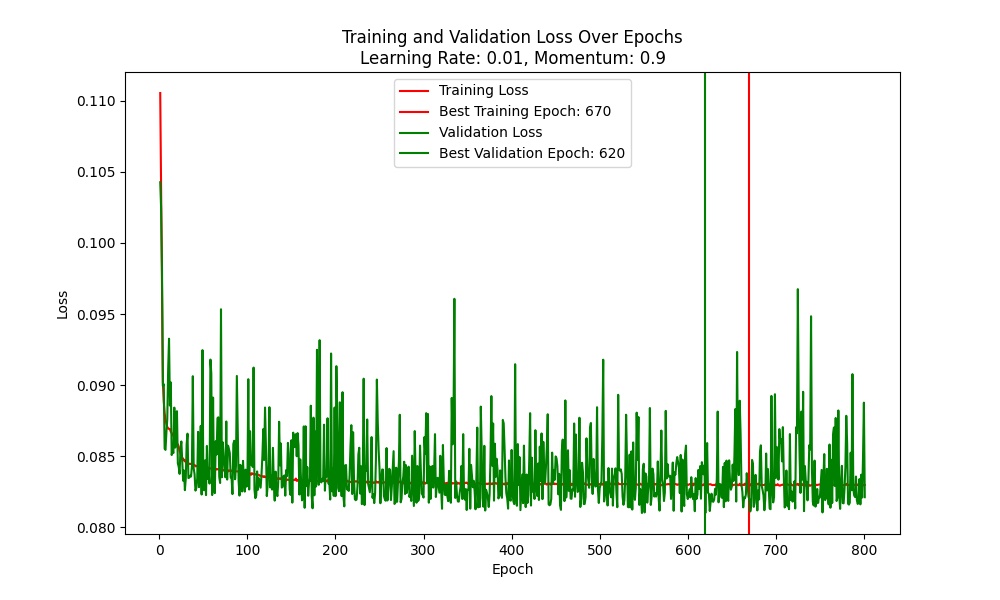 Training and Validation Loss Over Epochs
Learning Rate: 0.01, Momentum: 0.9
Training Loss
Best Training Epoch: 670
Validation Loss
Best Validation Epoch: 620
0.110
0.105
0.100
0.095
0.090
0.085
0.080
Loss
0 100 200 300 400 500 600 700 800
Epoch